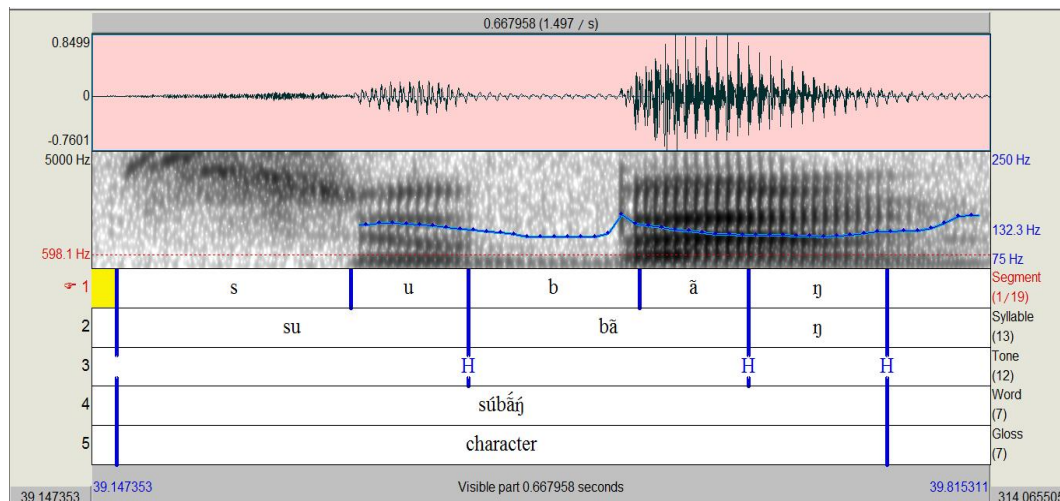 0.667958 (1.497 / s)
0.8499
0
-0.7601
5000 Hz
250 Hz
132.3 Hz
598.1 Hz
75 Hz
☞ 1 s u b ã ŋ Segment (1/19)
2 su bã ŋ Syllable (13)
3 H H H Tone (12)
4 súbã́ŋ́ Word (7)
5 character Gloss (7)
39.147353 39.147353 Visible part 0.667958 seconds 39.815311 314.065505